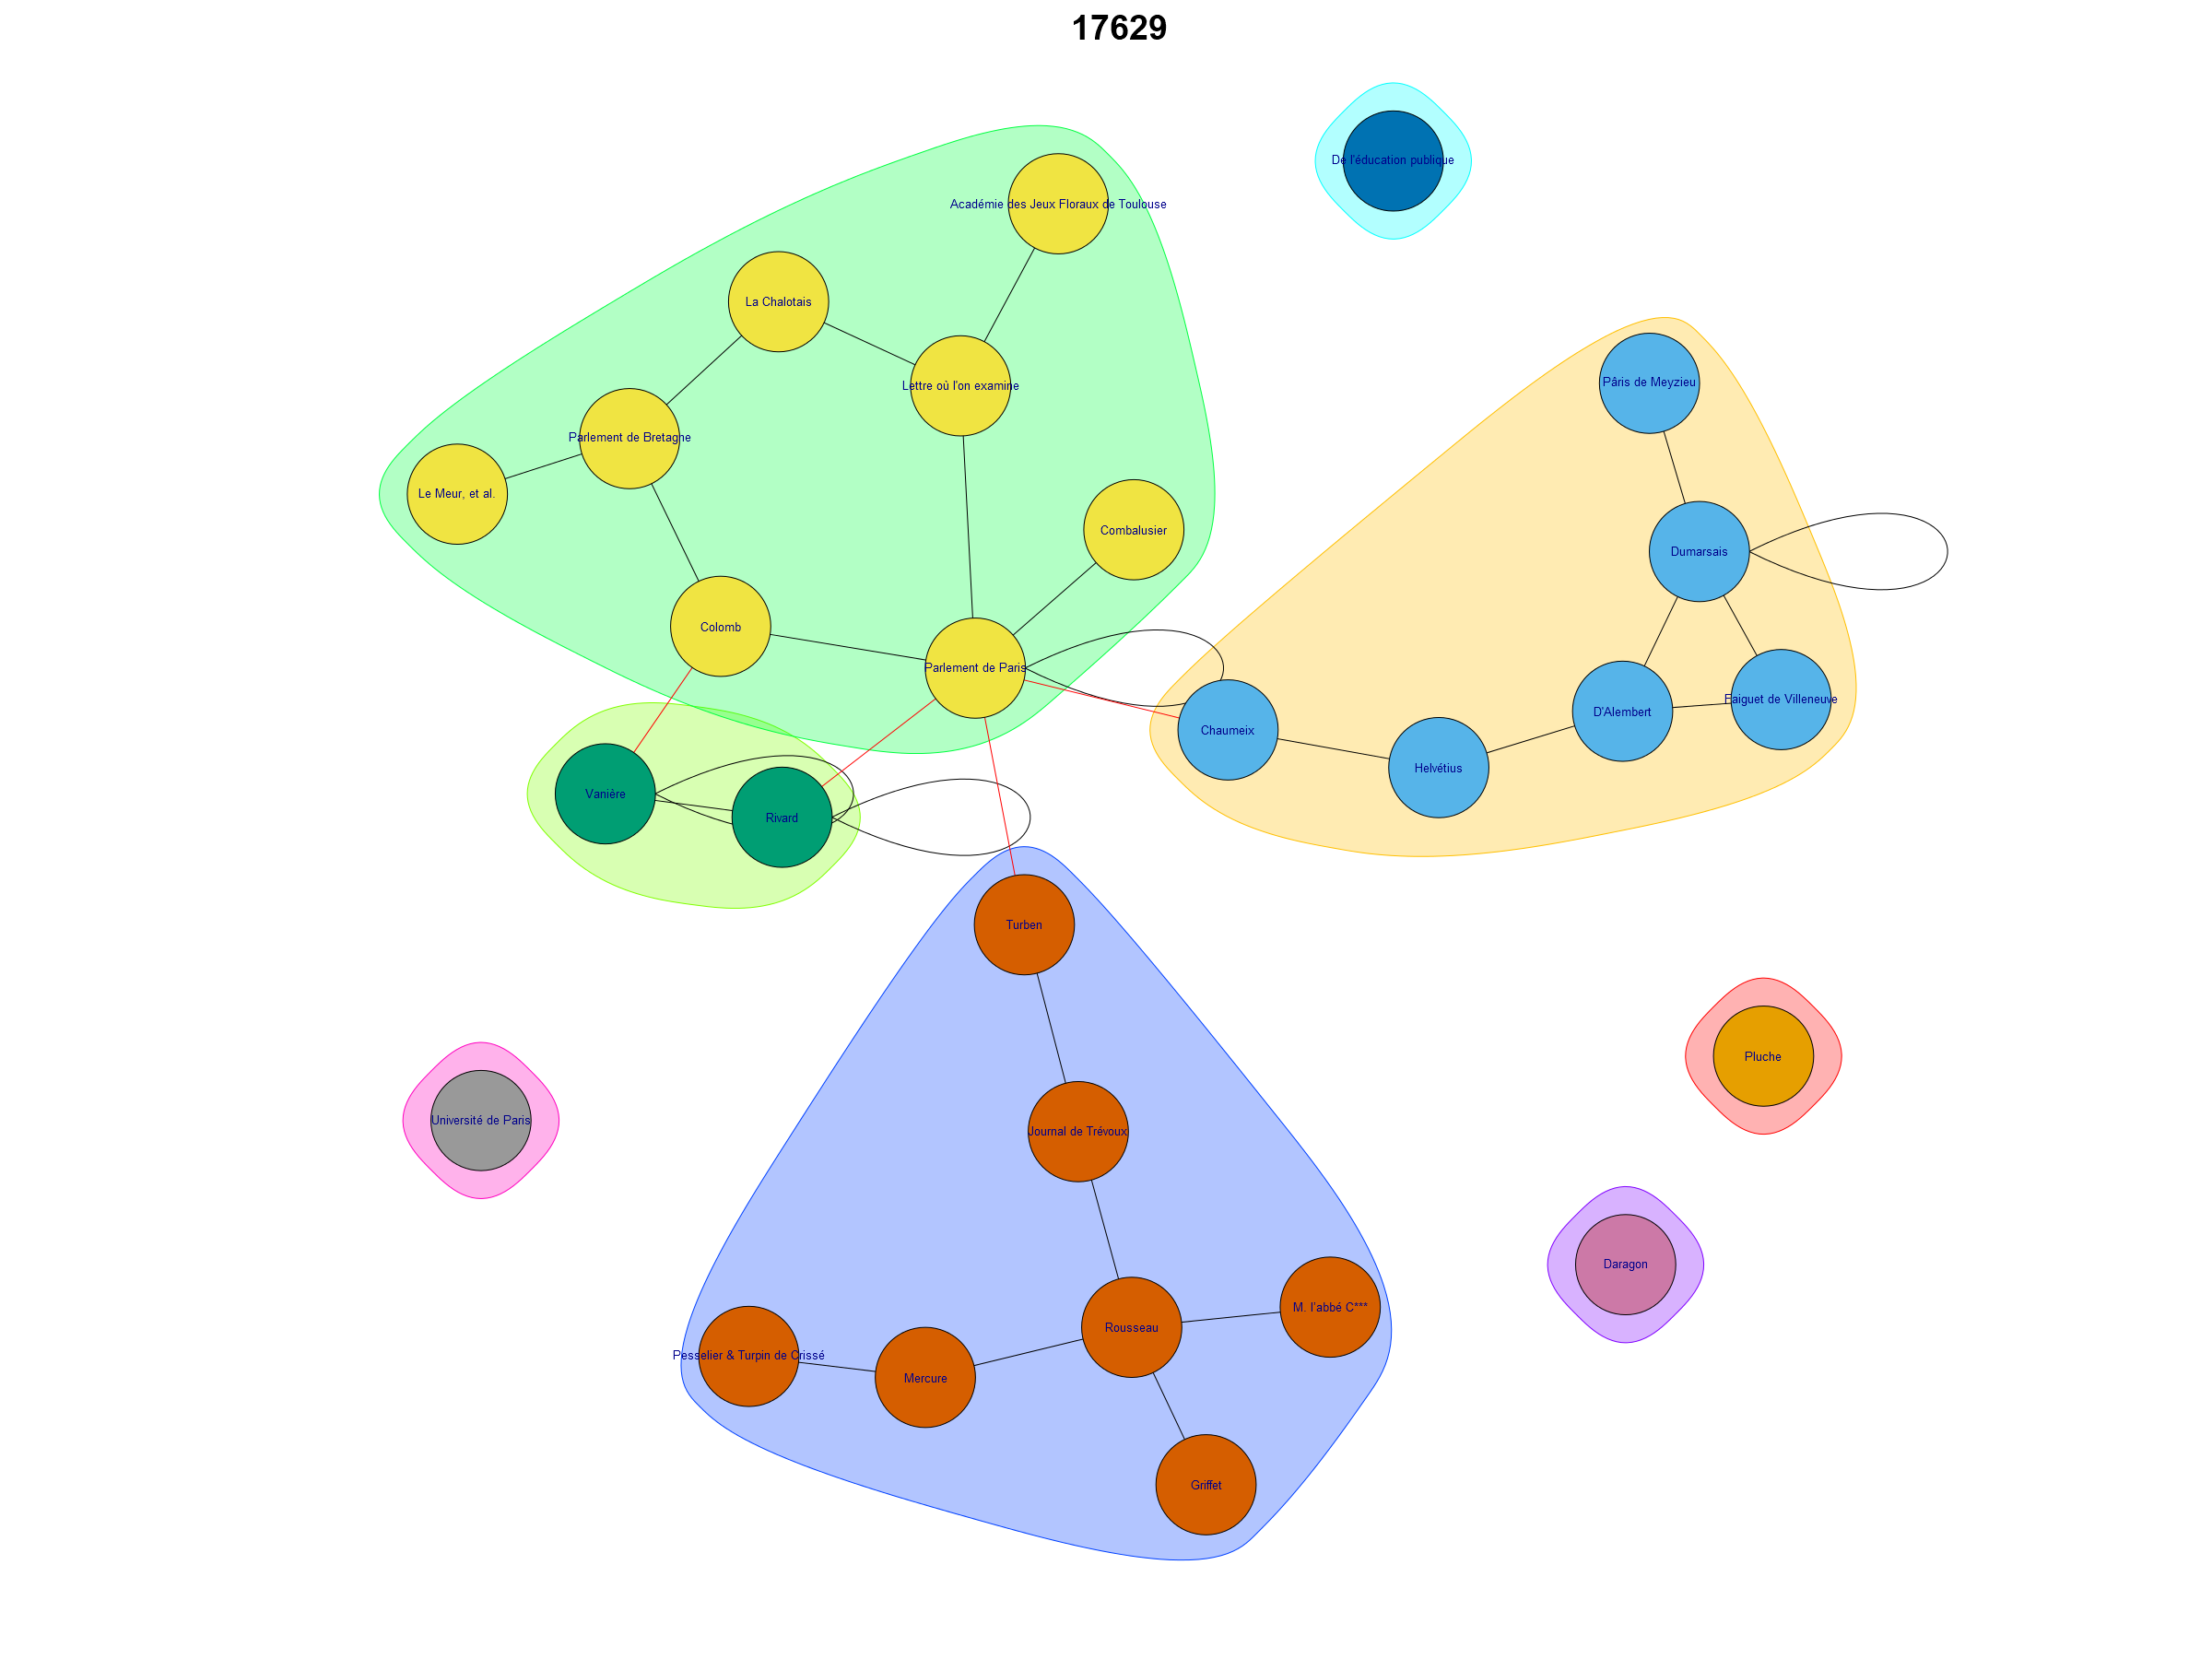 17629
De l'éducation publique
Académie des Jeux Floraux de Toulouse
La Chalotais
Lettre où l'on examine
Pâris de Meyzieu
Parlement de Bretagne
Le Meur, et al.
Combalusier
Dumarsais
Colomb
Parlement de Paris
Faiguet de Villeneuve
D'Alembert
Chaumeix
Helvétius
Vanière
Rivard
Turben
Pluche
Université de Paris
Journal de Trévoux
Daragon
M. l'abbé C***
Rousseau
Pesselier & Turpin de Crissé
Mercure
Griffet